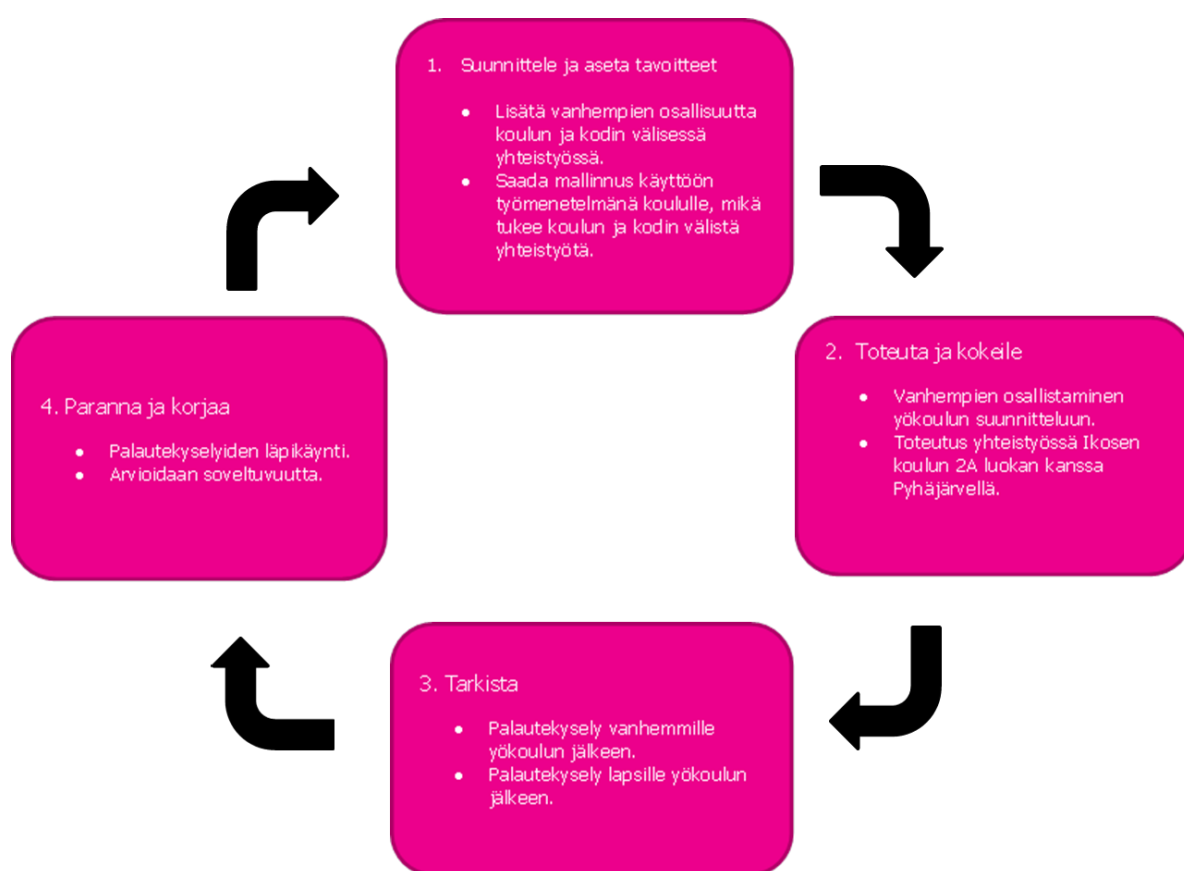 1. Suunnittele ja aseta tavoitteet
● Lisätä vanhempien osallisuutta
koulun ja kodin välisessä
yhteistyössä.
● Saada mallinnus käyttöön
työmenetelmänä koululle, mikä
tukee koulun ja kodin välistä
yhteistyötä.
2. Toteuta ja kokeile
● Vanhempien osallistaminen
yökoulun suunnitteluun.
● Toteutus yhteistyössä Ikosen
koulun 2A luokan kanssa
Pyhäjärvellä.
3. Tarkista
● Palautekysely vanhemmille
yökoulun jälkeen.
● Palautekysely lapsille yökoulun
jälkeen.
4. Paranna ja korjaa
● Palautekyselyiden läpikäynti.
● Arvioidaan soveltuvuutta.